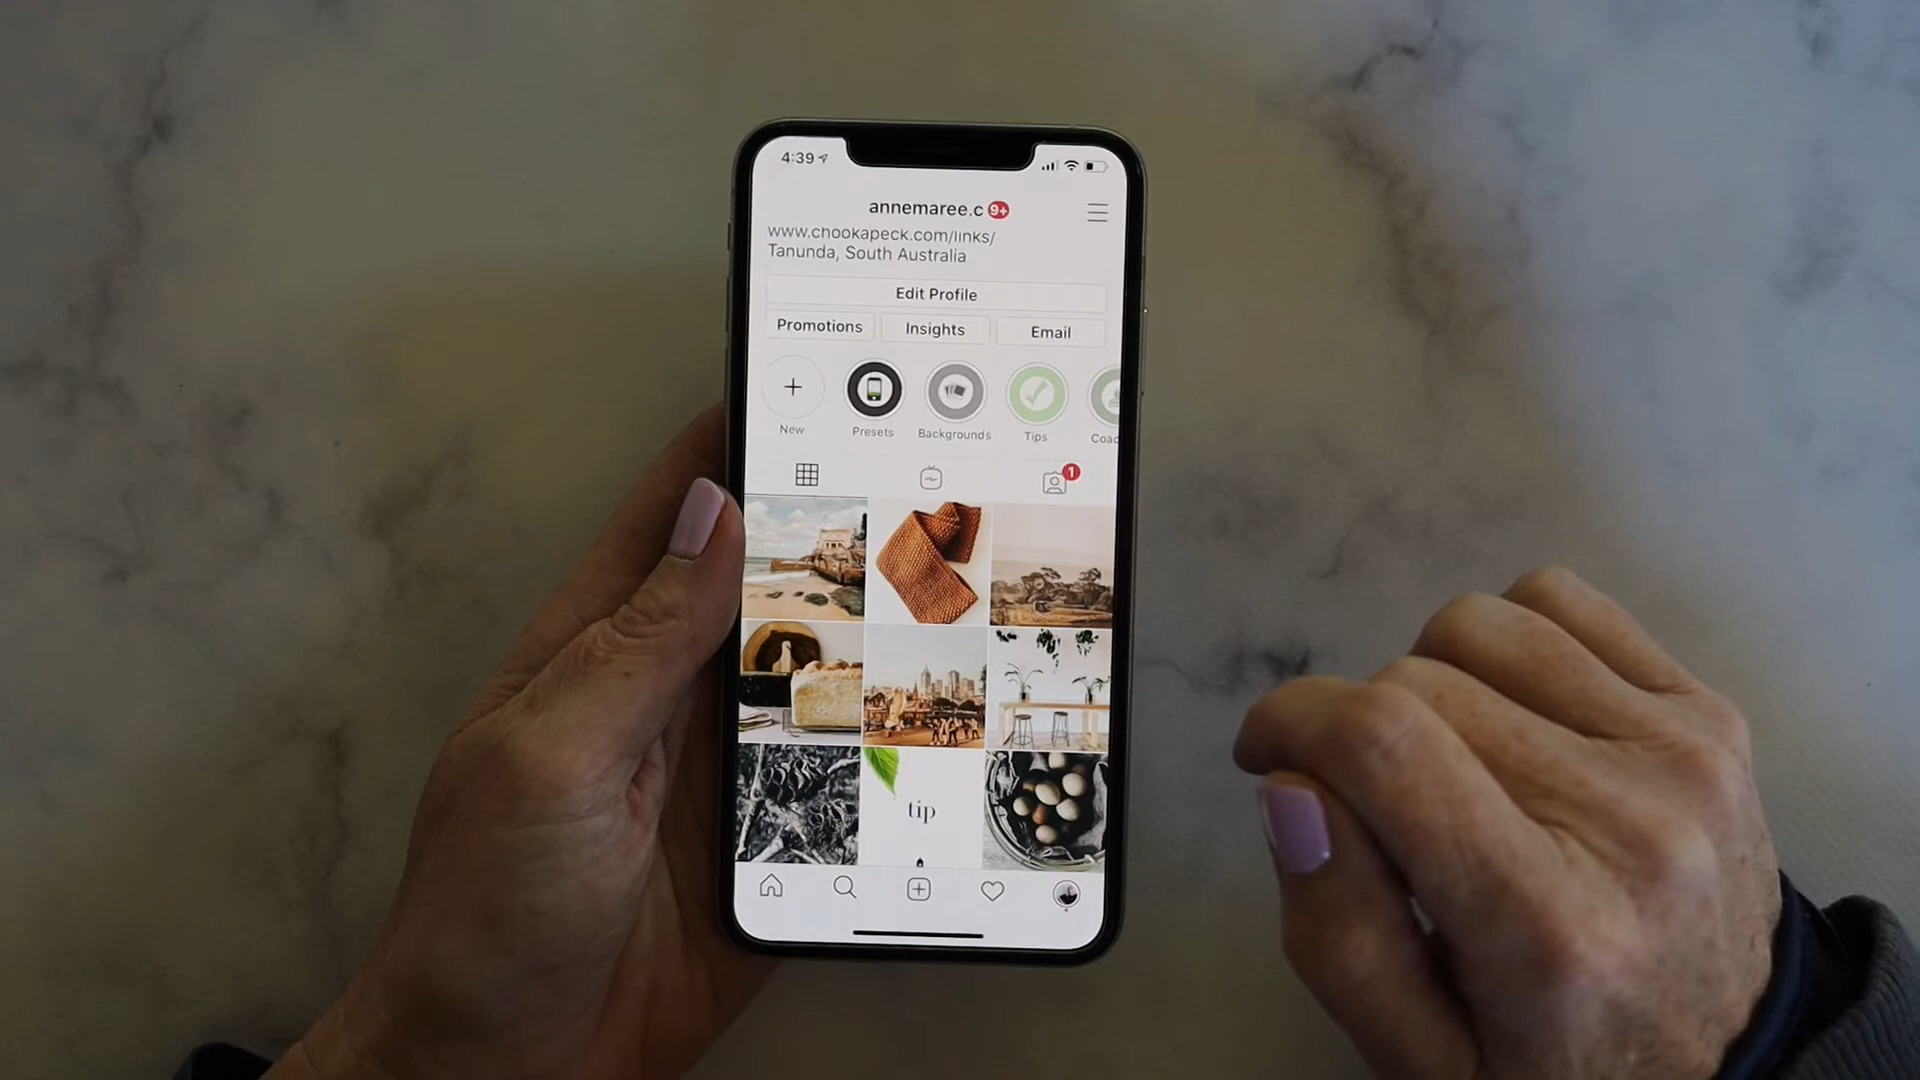 4:39
annemaree.c 9+
www.chookapeck.com/links/
Tanunda, South Australia
Edit Profile
Promotions Insights Email
New Presets Backgrounds Tips Coac
1
tip